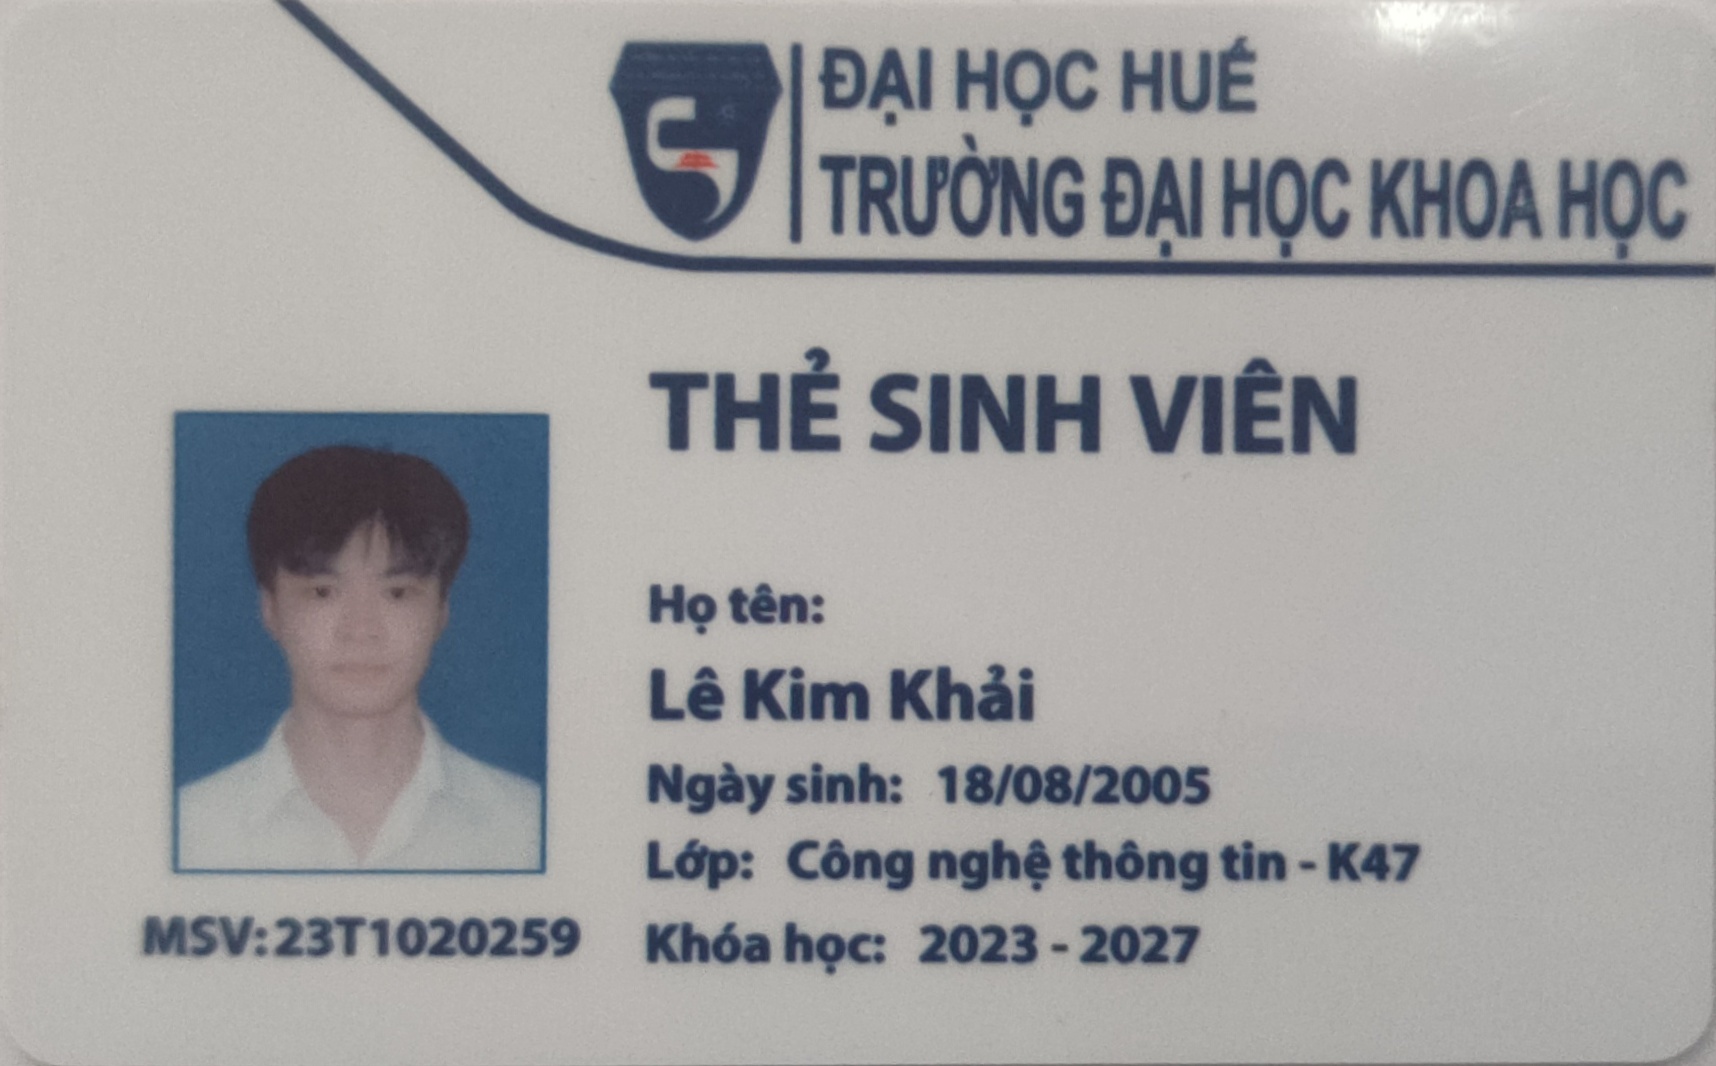 ĐẠI HỌC HUẾ
TRƯỜNG ĐẠI HỌC KHOA HỌC
THẺ SINH VIÊN
Họ tên:
Lê Kim Khải
Ngày sinh: 18/08/2005
Lớp: Công nghệ thông tin - K47
MSV:23T1020259
Khóa học: 2023 - 2027